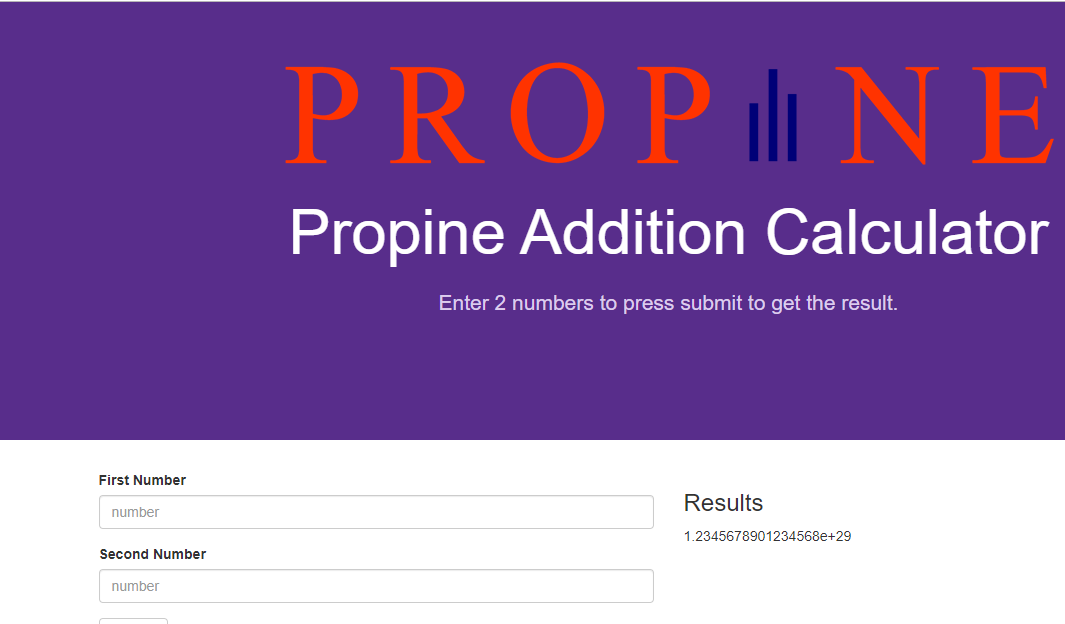 PROPINE
Propine Addition Calculator
Enter 2 numbers to press submit to get the result.
First Number
number
Results
1.2345678901234568e+29
Second Number
number